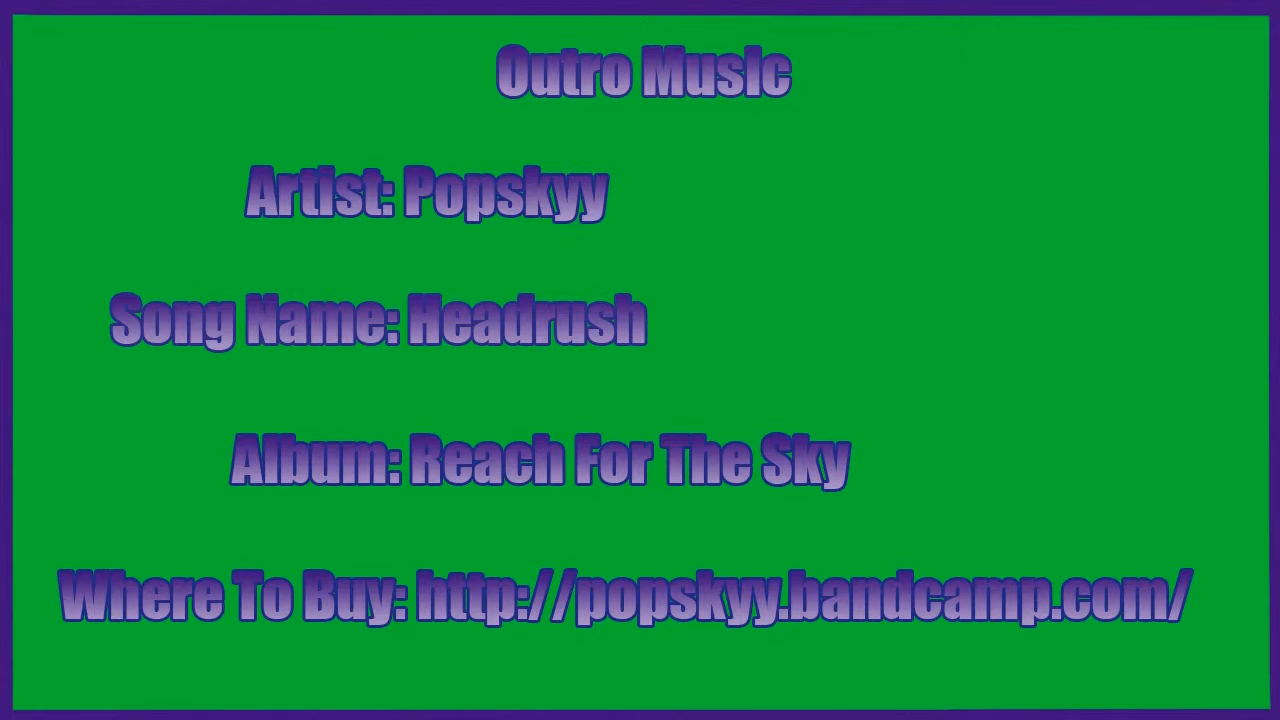 Outro Music
Artist: Popskyy
Song Name: Headrush
Album: Reach For The Sky
Where To Buy: http://popskyy.bandcamp.com/